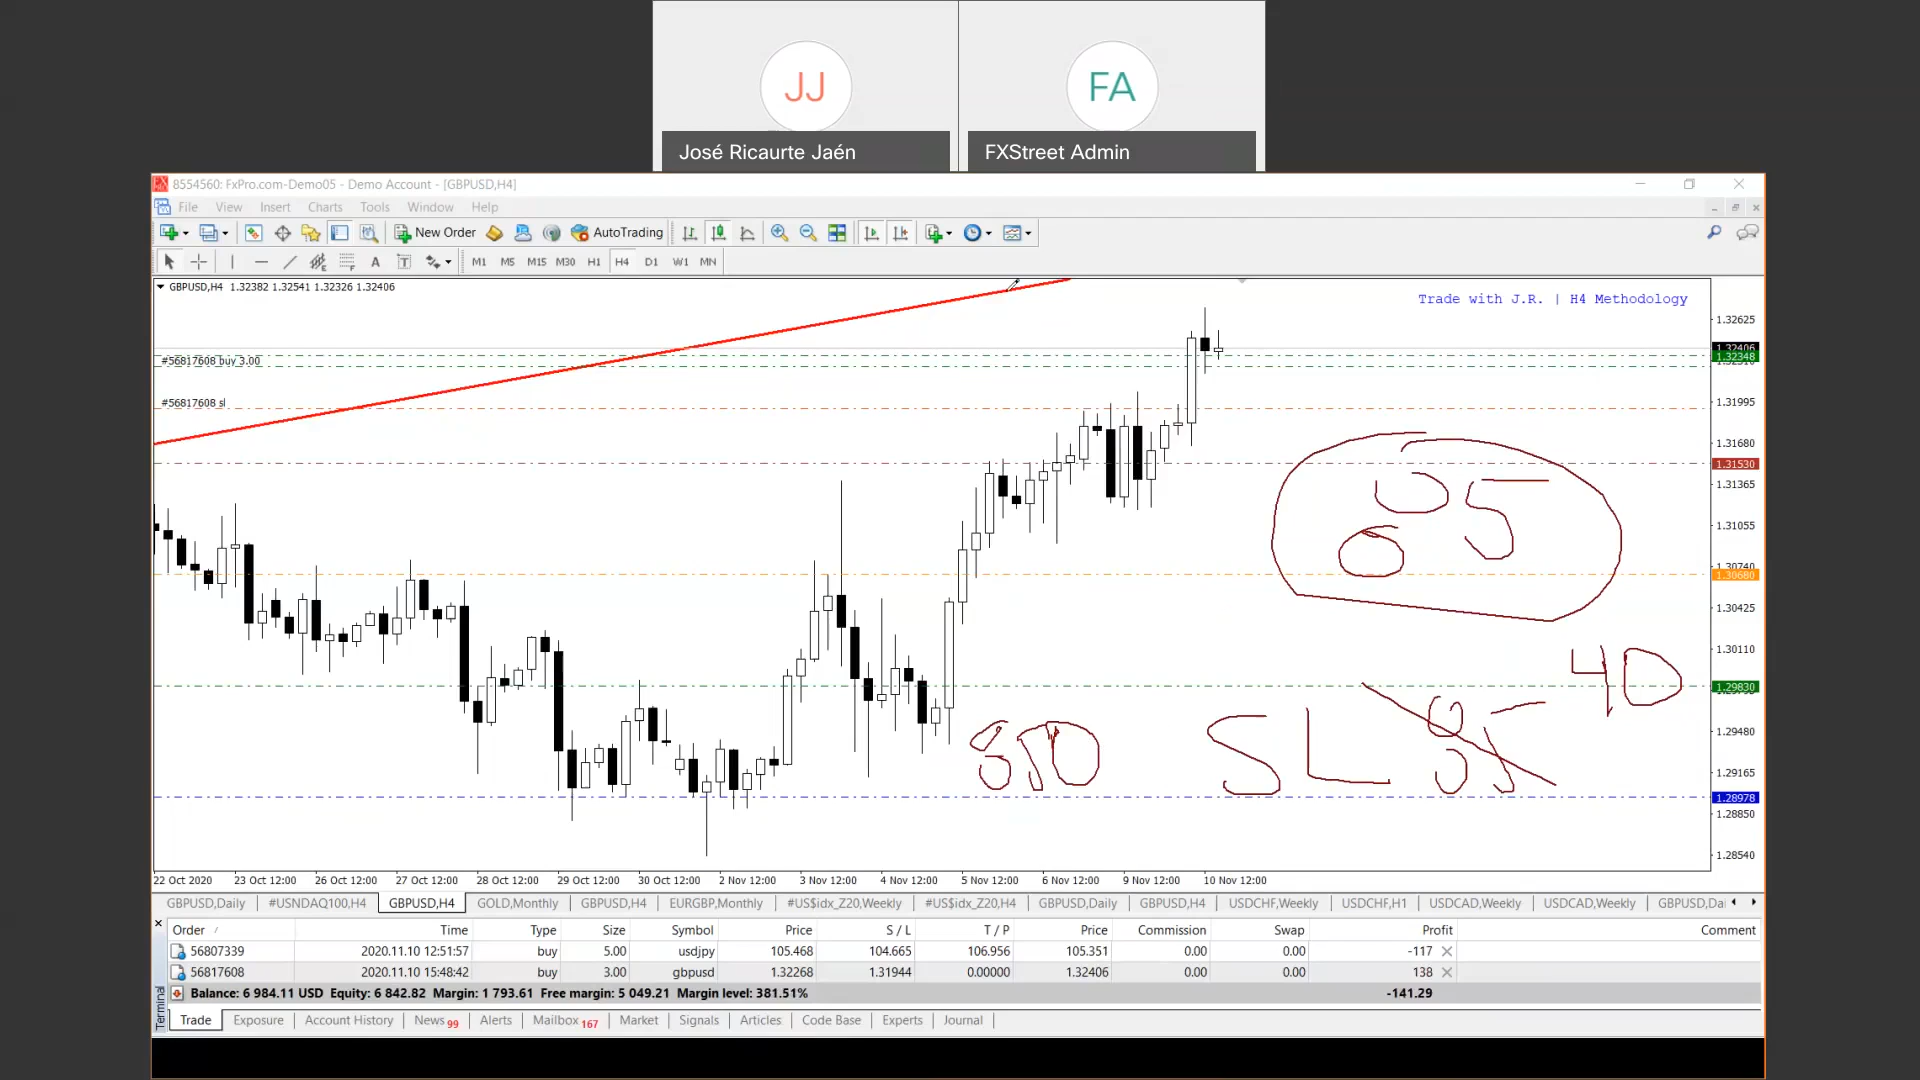 JJ
FA
José Ricaurte Jaén
FXStreet Admin
8554560: FxPro.com-Demo05 - Demo Account - [GBPUSD,H4]
File View Insert Charts Tools Window Help
New Order AutoTrading
A T M1 M5 M15 M30 H1 H4 D1 W1 MN
GBPUSD,H4 1.32382 1.32541 1.32326 1.32406
Trade with J.R. | H4 Methodology
1.32625
1.32406
#56817608 buy 3.00
1.32348
#56817608 sl
1.31995
1.31680
1.31530
1.31365
1.31055
1.30740
1.30680
1.30425
1.30110
40
1.29830
SL
1.29480
1.29165
1.28978
1.28850
1.28540
22 Oct 2020 23 Oct 12:00 26 Oct 12:00 27 Oct 12:00 28 Oct 12:00 29 Oct 12:00 30 Oct 12:00 2 Nov 12:00 3 Nov 12:00 4 Nov 12:00 5 Nov 12:00 6 Nov 12:00 9 Nov 12:00 10 Nov 12:00
GBPUSD,Daily #USNDAQ100,H4 GBPUSD,H4 GOLD,Monthly GBPUSD,H4 EURGBP,Monthly #US$idx_Z20,Weekly #US$idx_Z20,H4 GBPUSD,Daily GBPUSD,H4 USDCHF,Weekly USDCHF,H1 USDCAD,Weekly USDCAD,Weekly GBPUSD,Dai
Order / Time Type Size Symbol Price S / L T / P Price Commission Swap Profit Comment
56807339 2020.11.10 12:51:57 buy 5.00 usdjpy 105.468 104.665 106.956 105.351 0.00 0.00 -117
56817608 2020.11.10 15:48:42 buy 3.00 gbpusd 1.32268 1.31944 0.00000 1.32406 0.00 0.00 138
Balance: 6 984.11 USD Equity: 6 842.82 Margin: 1 793.61 Free margin: 5 049.21 Margin level: 381.51% -141.29
Terminal
Trade Exposure Account History News 99 Alerts Mailbox 167 Market Signals Articles Code Base Experts Journal